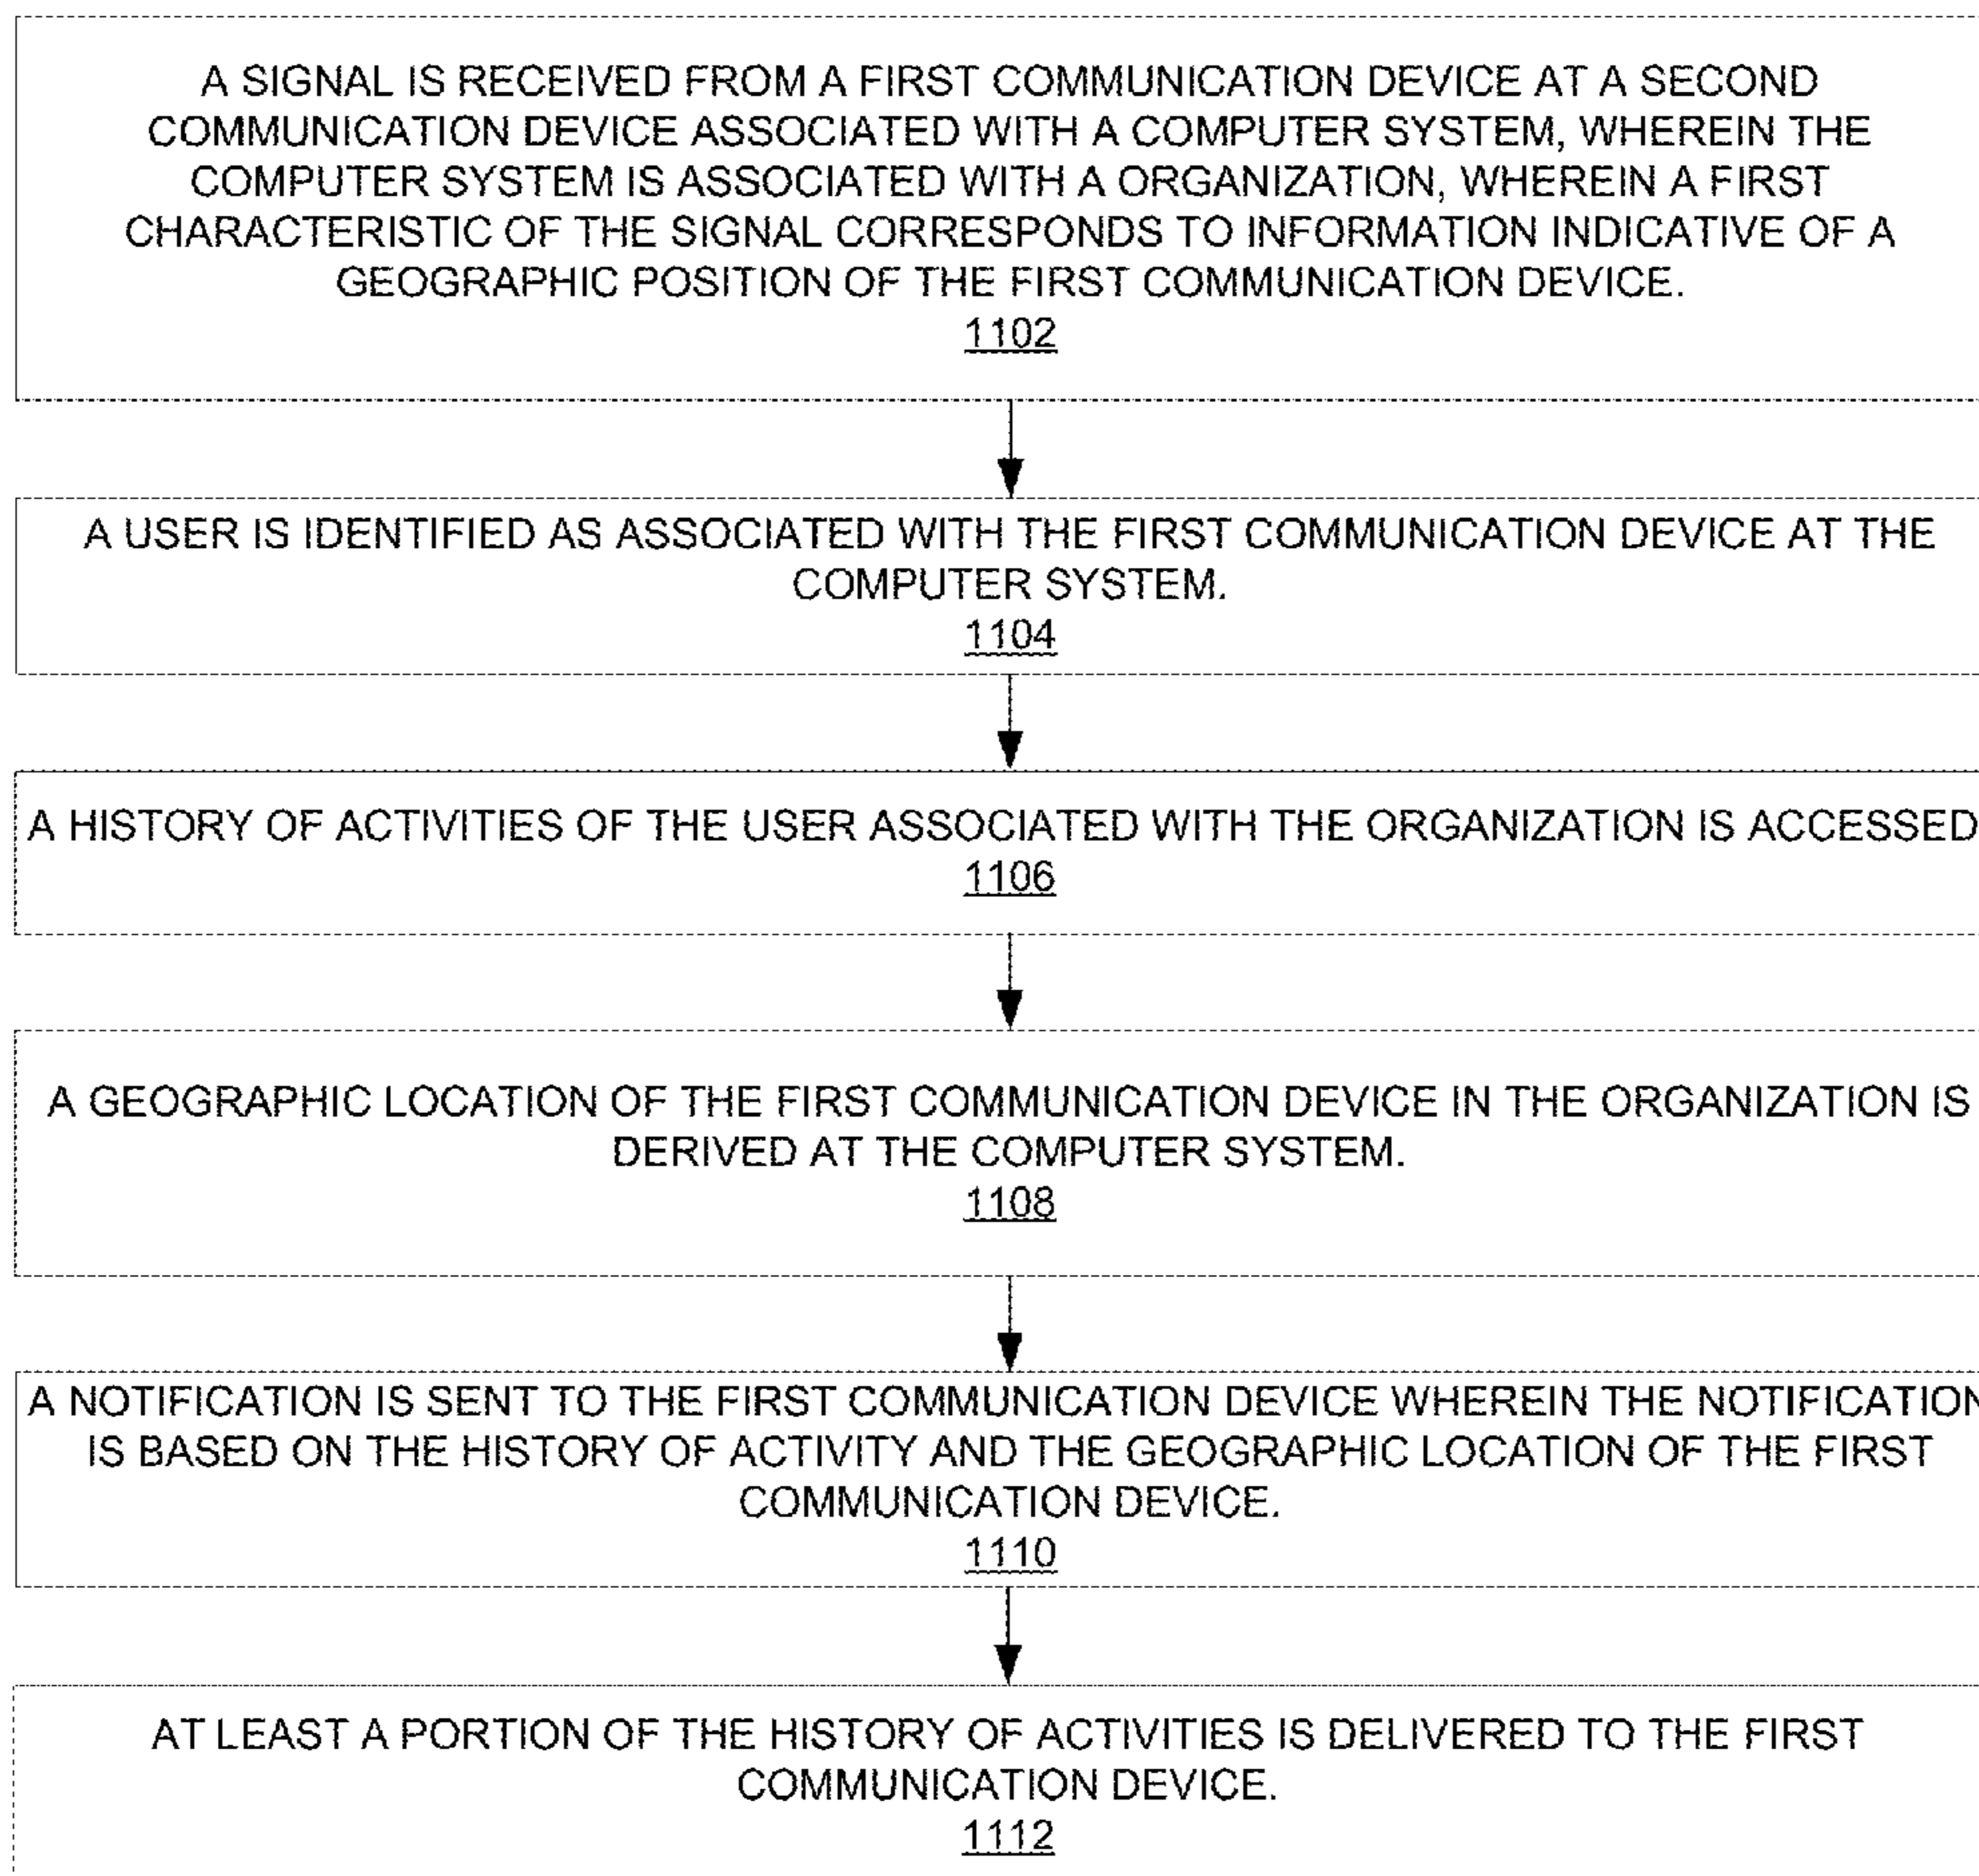 A SIGNAL IS RECEIVED FROM A FIRST COMMUNICATION DEVICE AT A SECOND
COMMUNICATION DEVICE ASSOCIATED WITH A COMPUTER SYSTEM, WHEREIN THE
COMPUTER SYSTEM IS ASSOCIATED WITH A ORGANIZATION, WHEREIN A FIRST
CHARACTERISTIC OF THE SIGNAL CORRESPONDS TO INFORMATION INDICATIVE OF A
GEOGRAPHIC POSITION OF THE FIRST COMMUNICATION DEVICE.
1102
A USER IS IDENTIFIED AS ASSOCIATED WITH THE FIRST COMMUNICATION DEVICE AT THE
COMPUTER SYSTEM.
1104
A HISTORY OF ACTIVITIES OF THE USER ASSOCIATED WITH THE ORGANIZATION IS ACCESSED
1106
A GEOGRAPHIC LOCATION OF THE FIRST COMMUNICATION DEVICE IN THE ORGANIZATION IS
DERIVED AT THE COMPUTER SYSTEM.
1108
A NOTIFICATION IS SENT TO THE FIRST COMMUNICATION DEVICE WHEREIN THE NOTIFICATION
IS BASED ON THE HISTORY OF ACTIVITY AND THE GEOGRAPHIC LOCATION OF THE FIRST
COMMUNICATION DEVICE.
1110
AT LEAST A PORTION OF THE HISTORY OF ACTIVITIES IS DELIVERED TO THE FIRST
COMMUNICATION DEVICE.
1112